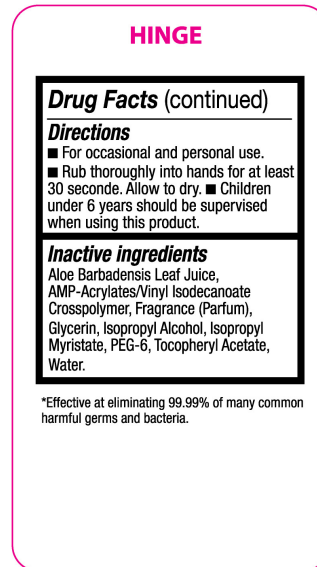 HINGE
Drug Facts (continued)
Directions
■ For occasional and personal use.
■ Rub thoroughly into hands for at least
30 seconde. Allow to dry. ■ Children
under 6 years should be supervised
when using this product.
Inactive ingredients
Aloe Barbadensis Leaf Juice,
AMP-Acrylates/Vinyl Isodecanoate
Crosspolymer, Fragrance (Parfum),
Glycerin, Isopropyl Alcohol, Isopropyl
Myristate, PEG-6, Tocopheryl Acetate,
Water.
*Effective at eliminating 99.99% of many common
harmful germs and bacteria.